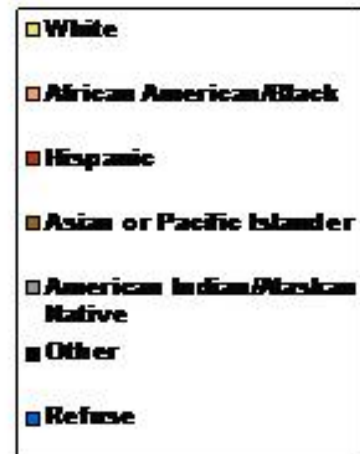 White
African American/Black
Hispanic
Asian or Pacific Islander
American Indian/Alaskan
Native
Other
Refuse